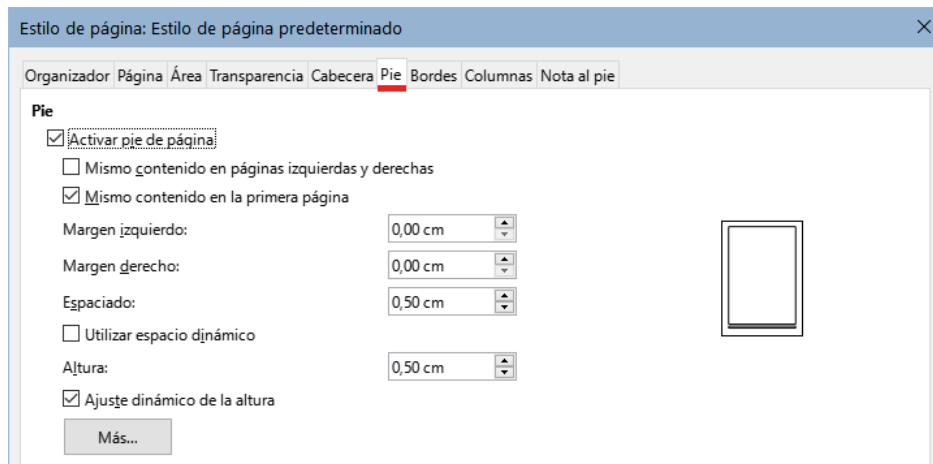 Estilo de página: Estilo de página predeterminado
Organizador Página Área Transparencia Cabecera Pie Bordes Columnas Nota al pie
Pie
Activar pie de página
Mismo contenido en páginas izquierdas y derechas
Mismo contenido en la primera página
Margen izquierdo: 0,00 cm
Margen derecho: 0,00 cm
Espaciado: 0,50 cm
Utilizar espacio dinámico
Altura: 0,50 cm
Ajuste dinámico de la altura
Más...